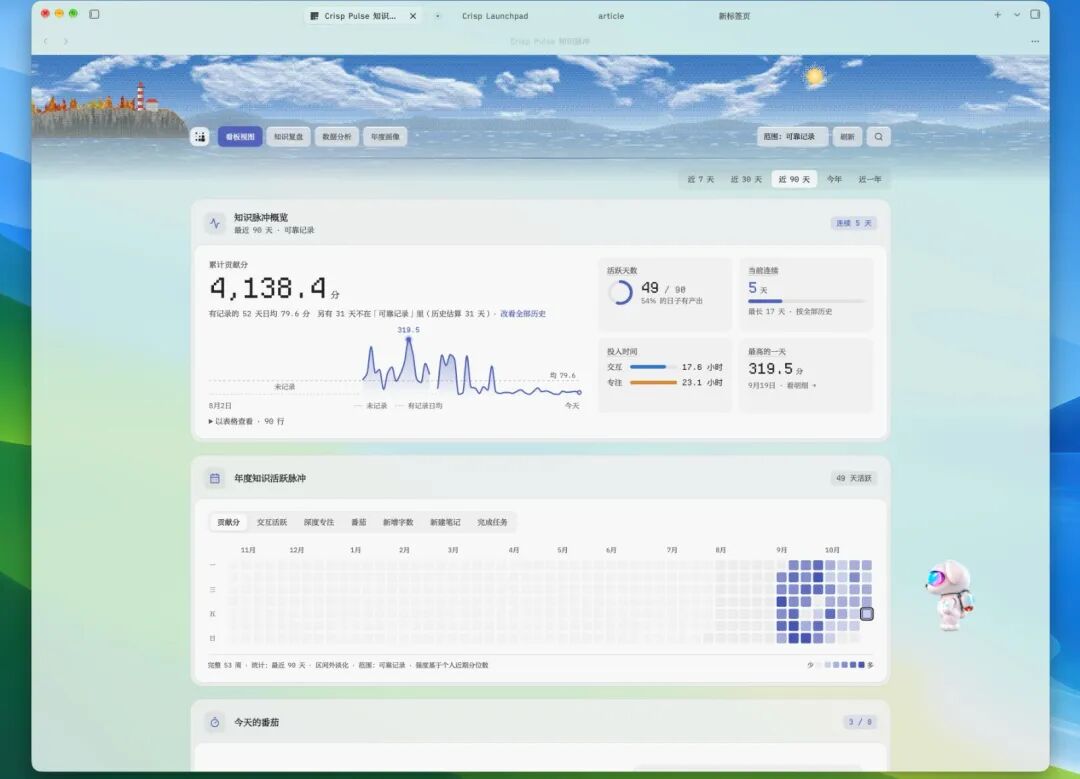 Crisp Pulse 知识…
Crisp Launchpad
article
新标签页
Crisp Pulse 知识脉冲
看板视图
知识复盘
数据分析
年度画像
范围: 可靠记录
刷新
近 7 天
近 30 天
近 90 天
今年
近一年
知识脉冲概览
最近 90 天 · 可靠记录
连续 5 天
累计贡献分
4,138.4 分
有记录的 52 天日均 79.6 分 另有 31 天不在「可靠记录」里（历史估算 31 天）· 改看全部历史
319.5
均 79.6
未记录
8月2日
未记录
有记录日均
今天
▶以表格查看 · 90 行
活跃天数
49 / 90
54% 的日子有产出
当前连续
5 天
最长 17 天 · 按全部历史
投入时间
交互 17.6 小时
专注 23.1 小时
最高的一天
319.5 分
9月19日 · 看明细 →
年度知识活跃脉冲
49 天活跃
贡献分
交互活跃
深度专注
番茄
新增字数
新建笔记
完成任务
11月 12月 1月 2月 3月 4月 5月 6月 7月 8月 9月 10月
一
三
五
日
完整 53 周 · 统计: 最近 90 天 · 区间外淡化 · 范围: 可靠记录 · 强度基于个人近期分位数
少 多
今天的番茄
3 / 8